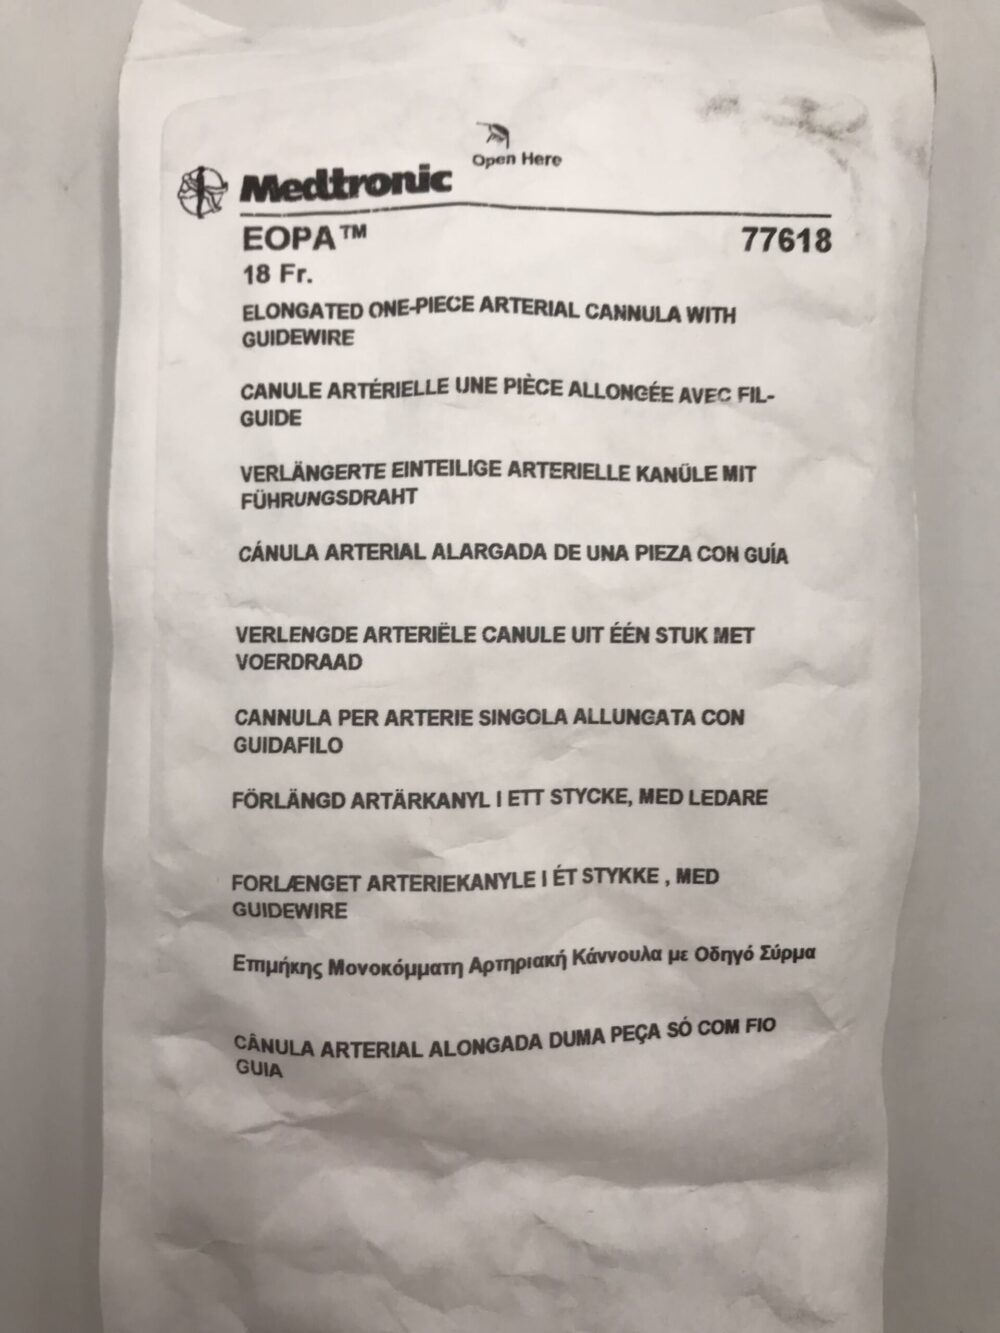 Open Here
Medtronic
EOPA™ 77618
18 Fr.
ELONGATED ONE-PIECE ARTERIAL CANNULA WITH
GUIDEWIRE
CANULE ARTÉRIELLE UNE PIÈCE ALLONGÉE AVEC FIL-
GUIDE
VERLÄNGERTE EINTEILIGE ARTERIELLE KANÜLE MIT
FÜHRUNGSDRAHT
CÁNULA ARTERIAL ALARGADA DE UNA PIEZA CON GUÍA
VERLENGDE ARTERIËLE CANULE UIT ÉÉN STUK MET
VOERDRAAD
CANNULA PER ARTERIE SINGOLA ALLUNGATA CON
GUIDAFILO
FÖRLÄNGD ARTÄRKANYL I ETT STYCKE, MED LEDARE
FORLÆNGET ARTERIEKANYLE I ÉT STYKKE , MED
GUIDEWIRE
Επιμήκης Μονοκόμματη Αρτηριακή Κάννουλα με Οδηγό Σύρμα
CÂNULA ARTERIAL ALONGADA DUMA PEÇA SÓ COM FIO
GUIA